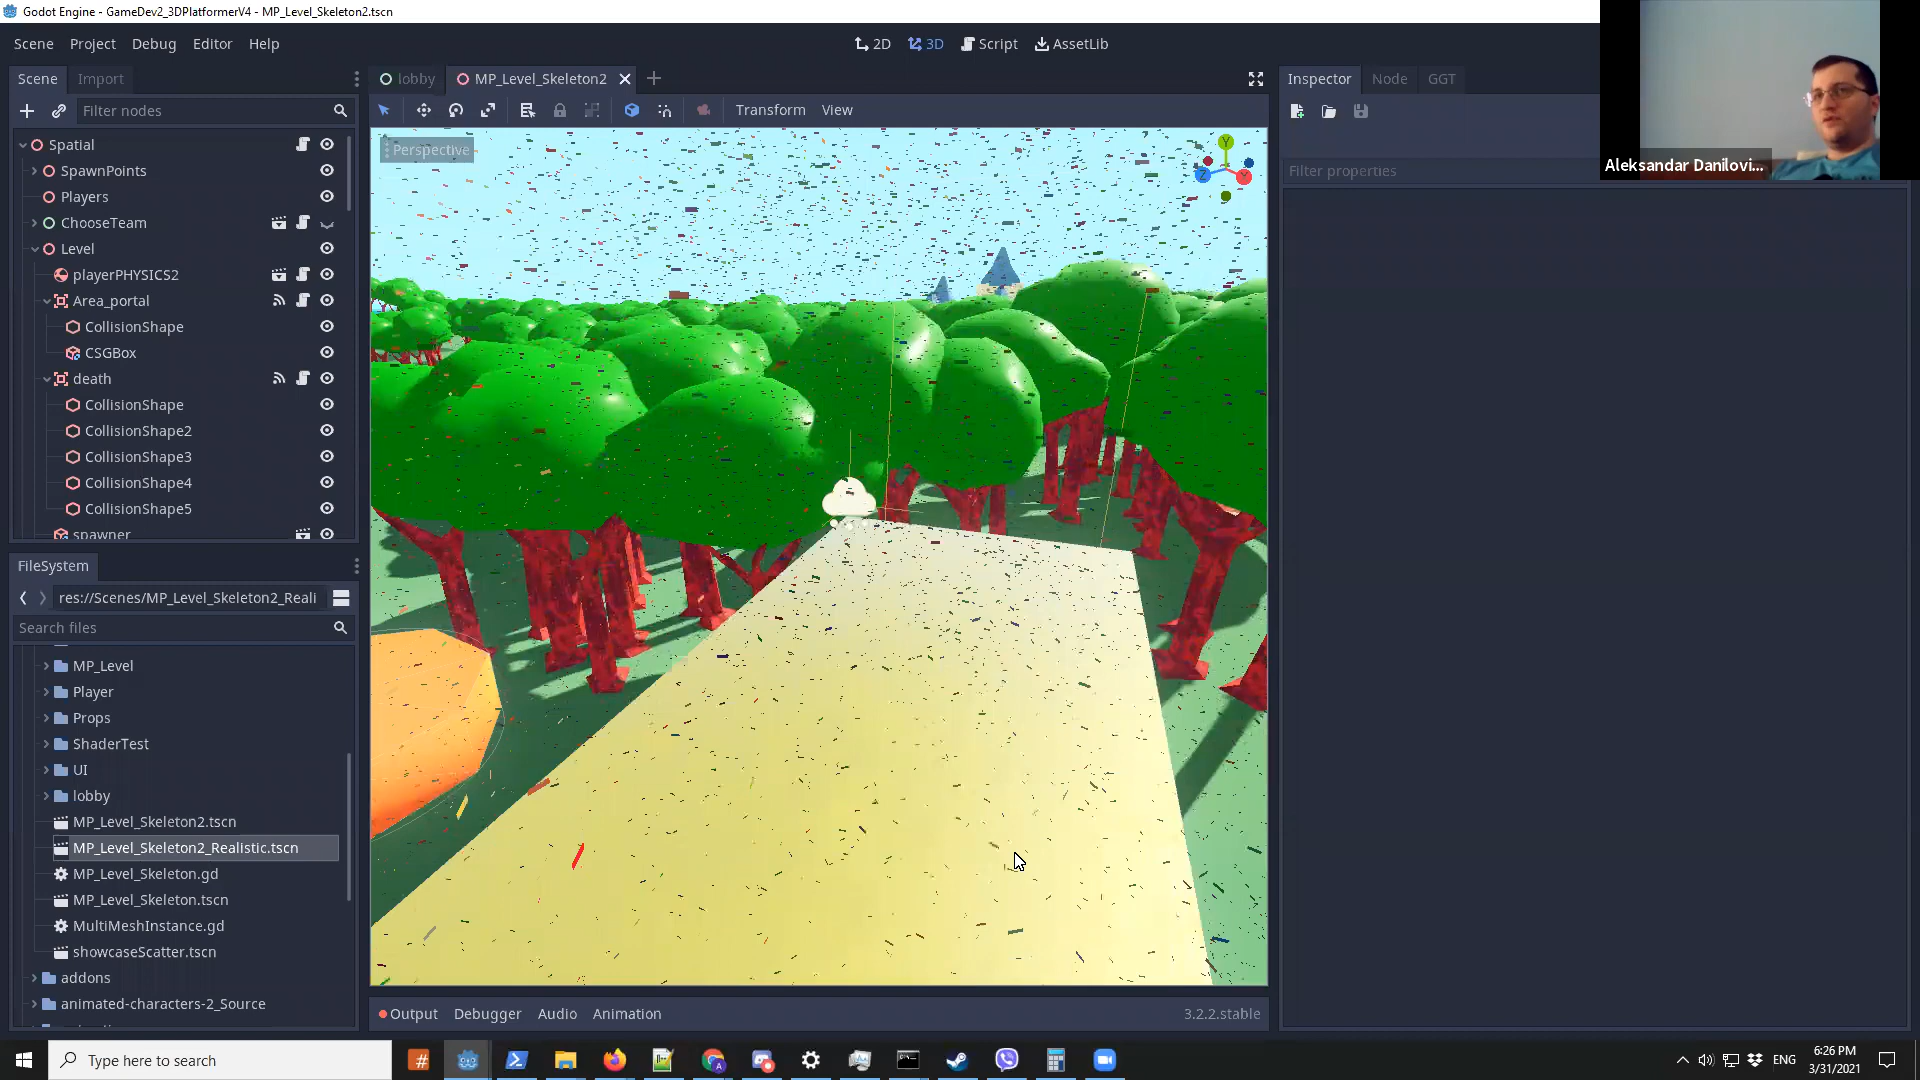 Godot Engine - GameDev2_3DPlatformerV4 - MP_Level_Skeleton2.tscn
Scene Project Debug Editor Help
2D 3D Script AssetLib
Scene Import
lobby MP_Level_Skeleton2
Inspector Node GGT
Filter nodes
Transform View
Perspective
Y
Z
Aleksandar Danilovi...
Filter properties
Spatial
SpawnPoints
Players
ChooseTeam
Level
playerPHYSICS2
Area_portal
CollisionShape
CSGBox
death
CollisionShape
CollisionShape2
CollisionShape3
CollisionShape4
CollisionShape5
spawner
FileSystem
res://Scenes/MP_Level_Skeleton2_Reali
Search files
MP_Level
Player
Props
ShaderTest
UI
lobby
MP_Level_Skeleton2.tscn
MP_Level_Skeleton2_Realistic.tscn
MP_Level_Skeleton.gd
MP_Level_Skeleton.tscn
MultiMeshInstance.gd
showcaseScatter.tscn
addons
animated-characters-2_Source
Output Debugger Audio Animation
3.2.2.stable
Type here to search
ENG
6:26 PM
3/31/2021